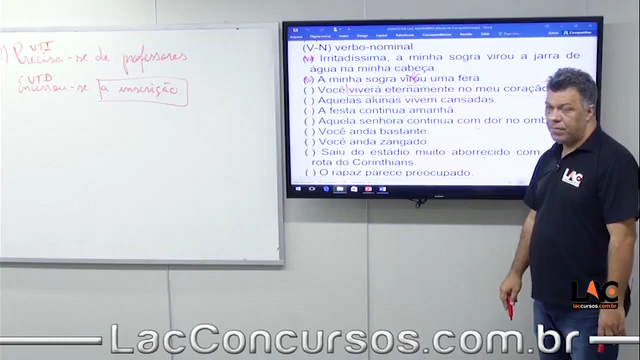 VTI
1) Precisa-se de professores
VTD
Encerrou-se a inscrição
(V-N) verbo-nominal
Irritadíssima, a minha sogra virou a jarra de
água na minha cabeça.
A minha sogra virou uma fera.
( ) Você viverá eternamente no meu coração
( ) Aquelas alunas vivem cansadas.
( ) A festa continua amanhã.
( ) Aquela senhora continua com dor no omb
( ) Você anda bastante.
( ) Você anda zangado
( ) Saiu do estádio muito aborrecido com
rota do Corinthians.
( ) O rapaz parece preocupado.
LAC
LAC
laccursos.com.br
LacConcursos.com.br